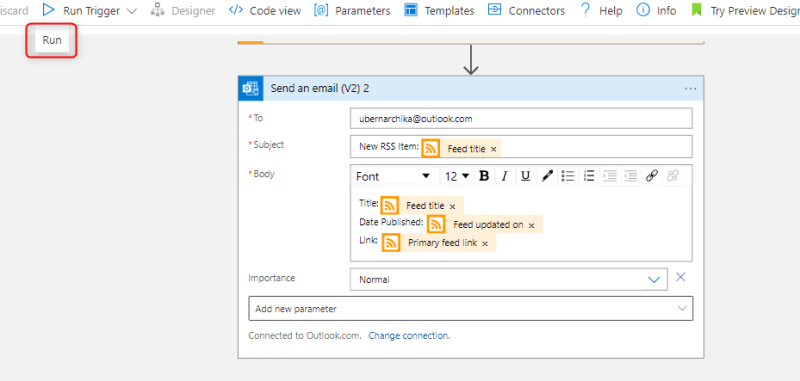 iscard Run Trigger Designer Code view Parameters Templates Connectors Help Info Try Preview Design
Run
Send an email (V2) 2 ...
*To ubernarchika@outlook.com
*Subject New RSS Item: Feed title ×
*Body Font 12 B I U
Title: Feed title ×
Date Published: Feed updated on ×
Link: Primary feed link ×
Importance Normal
Add new parameter
Connected to Outlook.com. Change connection.